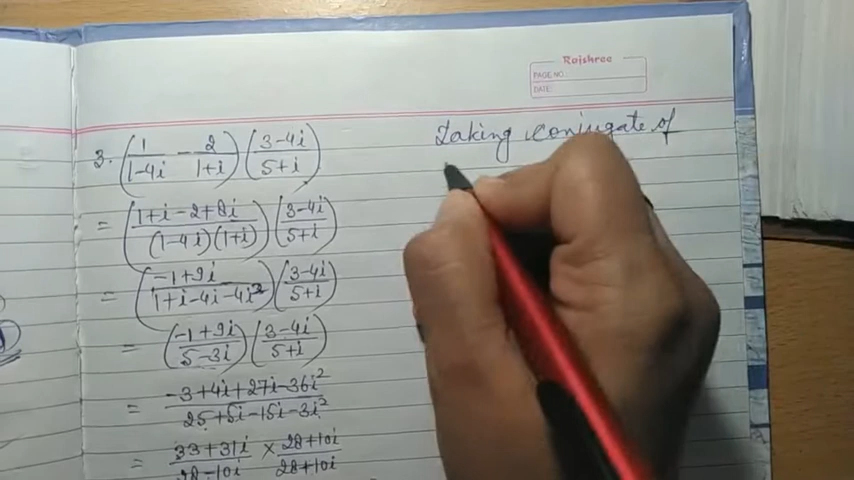 Rajshree
PAGE NO.
DATE:
Taking conjugate of
3. (1/1-4i - 2/1+i) (3-4i/5+i)
= (1+i-2+8i/(1-4i)(1+i)) (3-4i/5+i)
= (-1+9i/1+i-4i-4i²) (3-4i/5+i)
= (-1+9i/5-3i) (3-4i/5+i)
= -3+4i+27i-36i²/25+5i-15i-3i²
= 33+31i/28-10i × 28+10i/28+10i